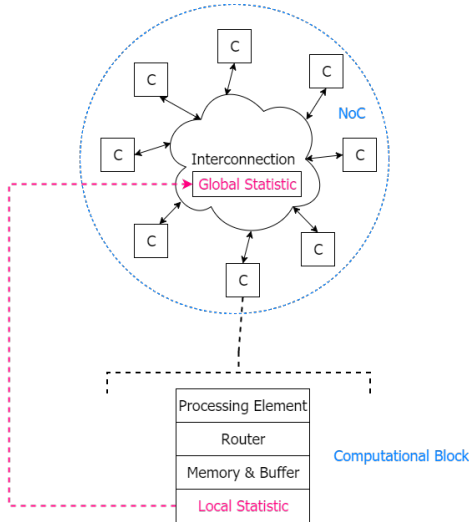 C
C
C
NoC
C
C
Interconnection
Global Statistic
C
C
C
Processing Element
Router
Memory & Buffer
Computational Block
Local Statistic